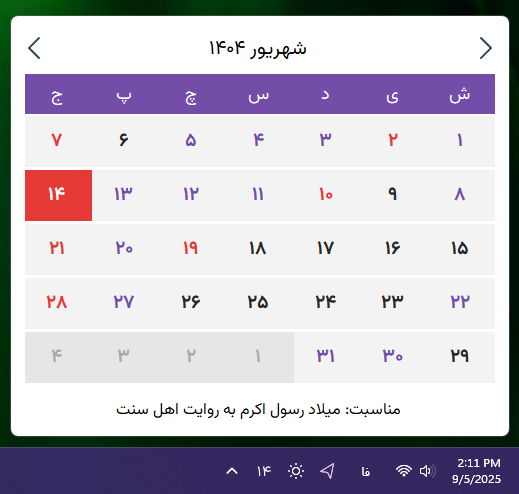 شهریور ۱۴۰۴
ش ی د س چ پ ج
۱ ۲ ۳ ۴ ۵ ۶ ۷
۸ ۹ ۱۰ ۱۱ ۱۲ ۱۳ ۱۴
۱۵ ۱۶ ۱۷ ۱۸ ۱۹ ۲۰ ۲۱
۲۲ ۲۳ ۲۴ ۲۵ ۲۶ ۲۷ ۲۸
۲۹ ۳۰ ۳۱ ۱ ۲ ۳ ۴
مناسبت: میلاد رسول اکرم به روایت اهل سنت
۱۴ فا 2:11 PM
9/5/2025